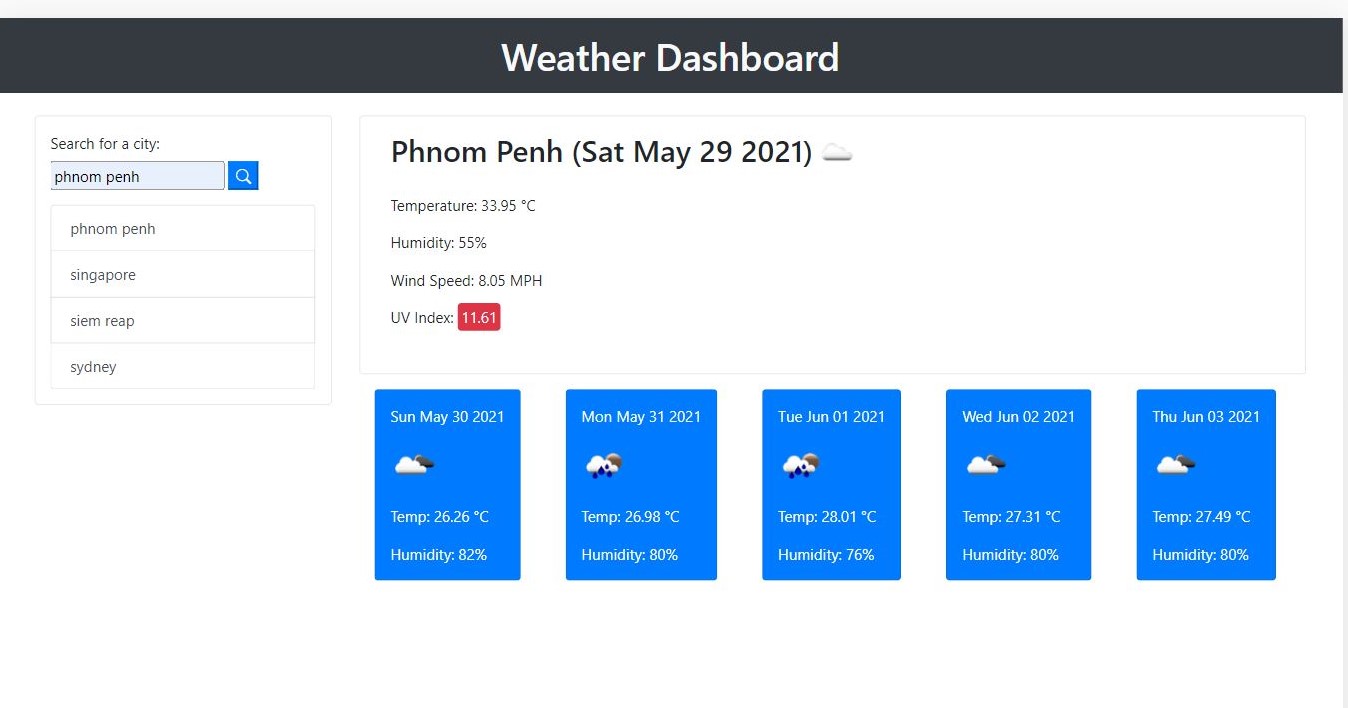 Weather Dashboard
Search for a city:
phnom penh
phnom penh
singapore
siem reap
sydney
Phnom Penh (Sat May 29 2021)
Temperature: 33.95 °C
Humidity: 55%
Wind Speed: 8.05 MPH
UV Index: 11.61
Sun May 30 2021
Temp: 26.26 °C
Humidity: 82%
Mon May 31 2021
Temp: 26.98 °C
Humidity: 80%
Tue Jun 01 2021
Temp: 28.01 °C
Humidity: 76%
Wed Jun 02 2021
Temp: 27.31 °C
Humidity: 80%
Thu Jun 03 2021
Temp: 27.49 °C
Humidity: 80%